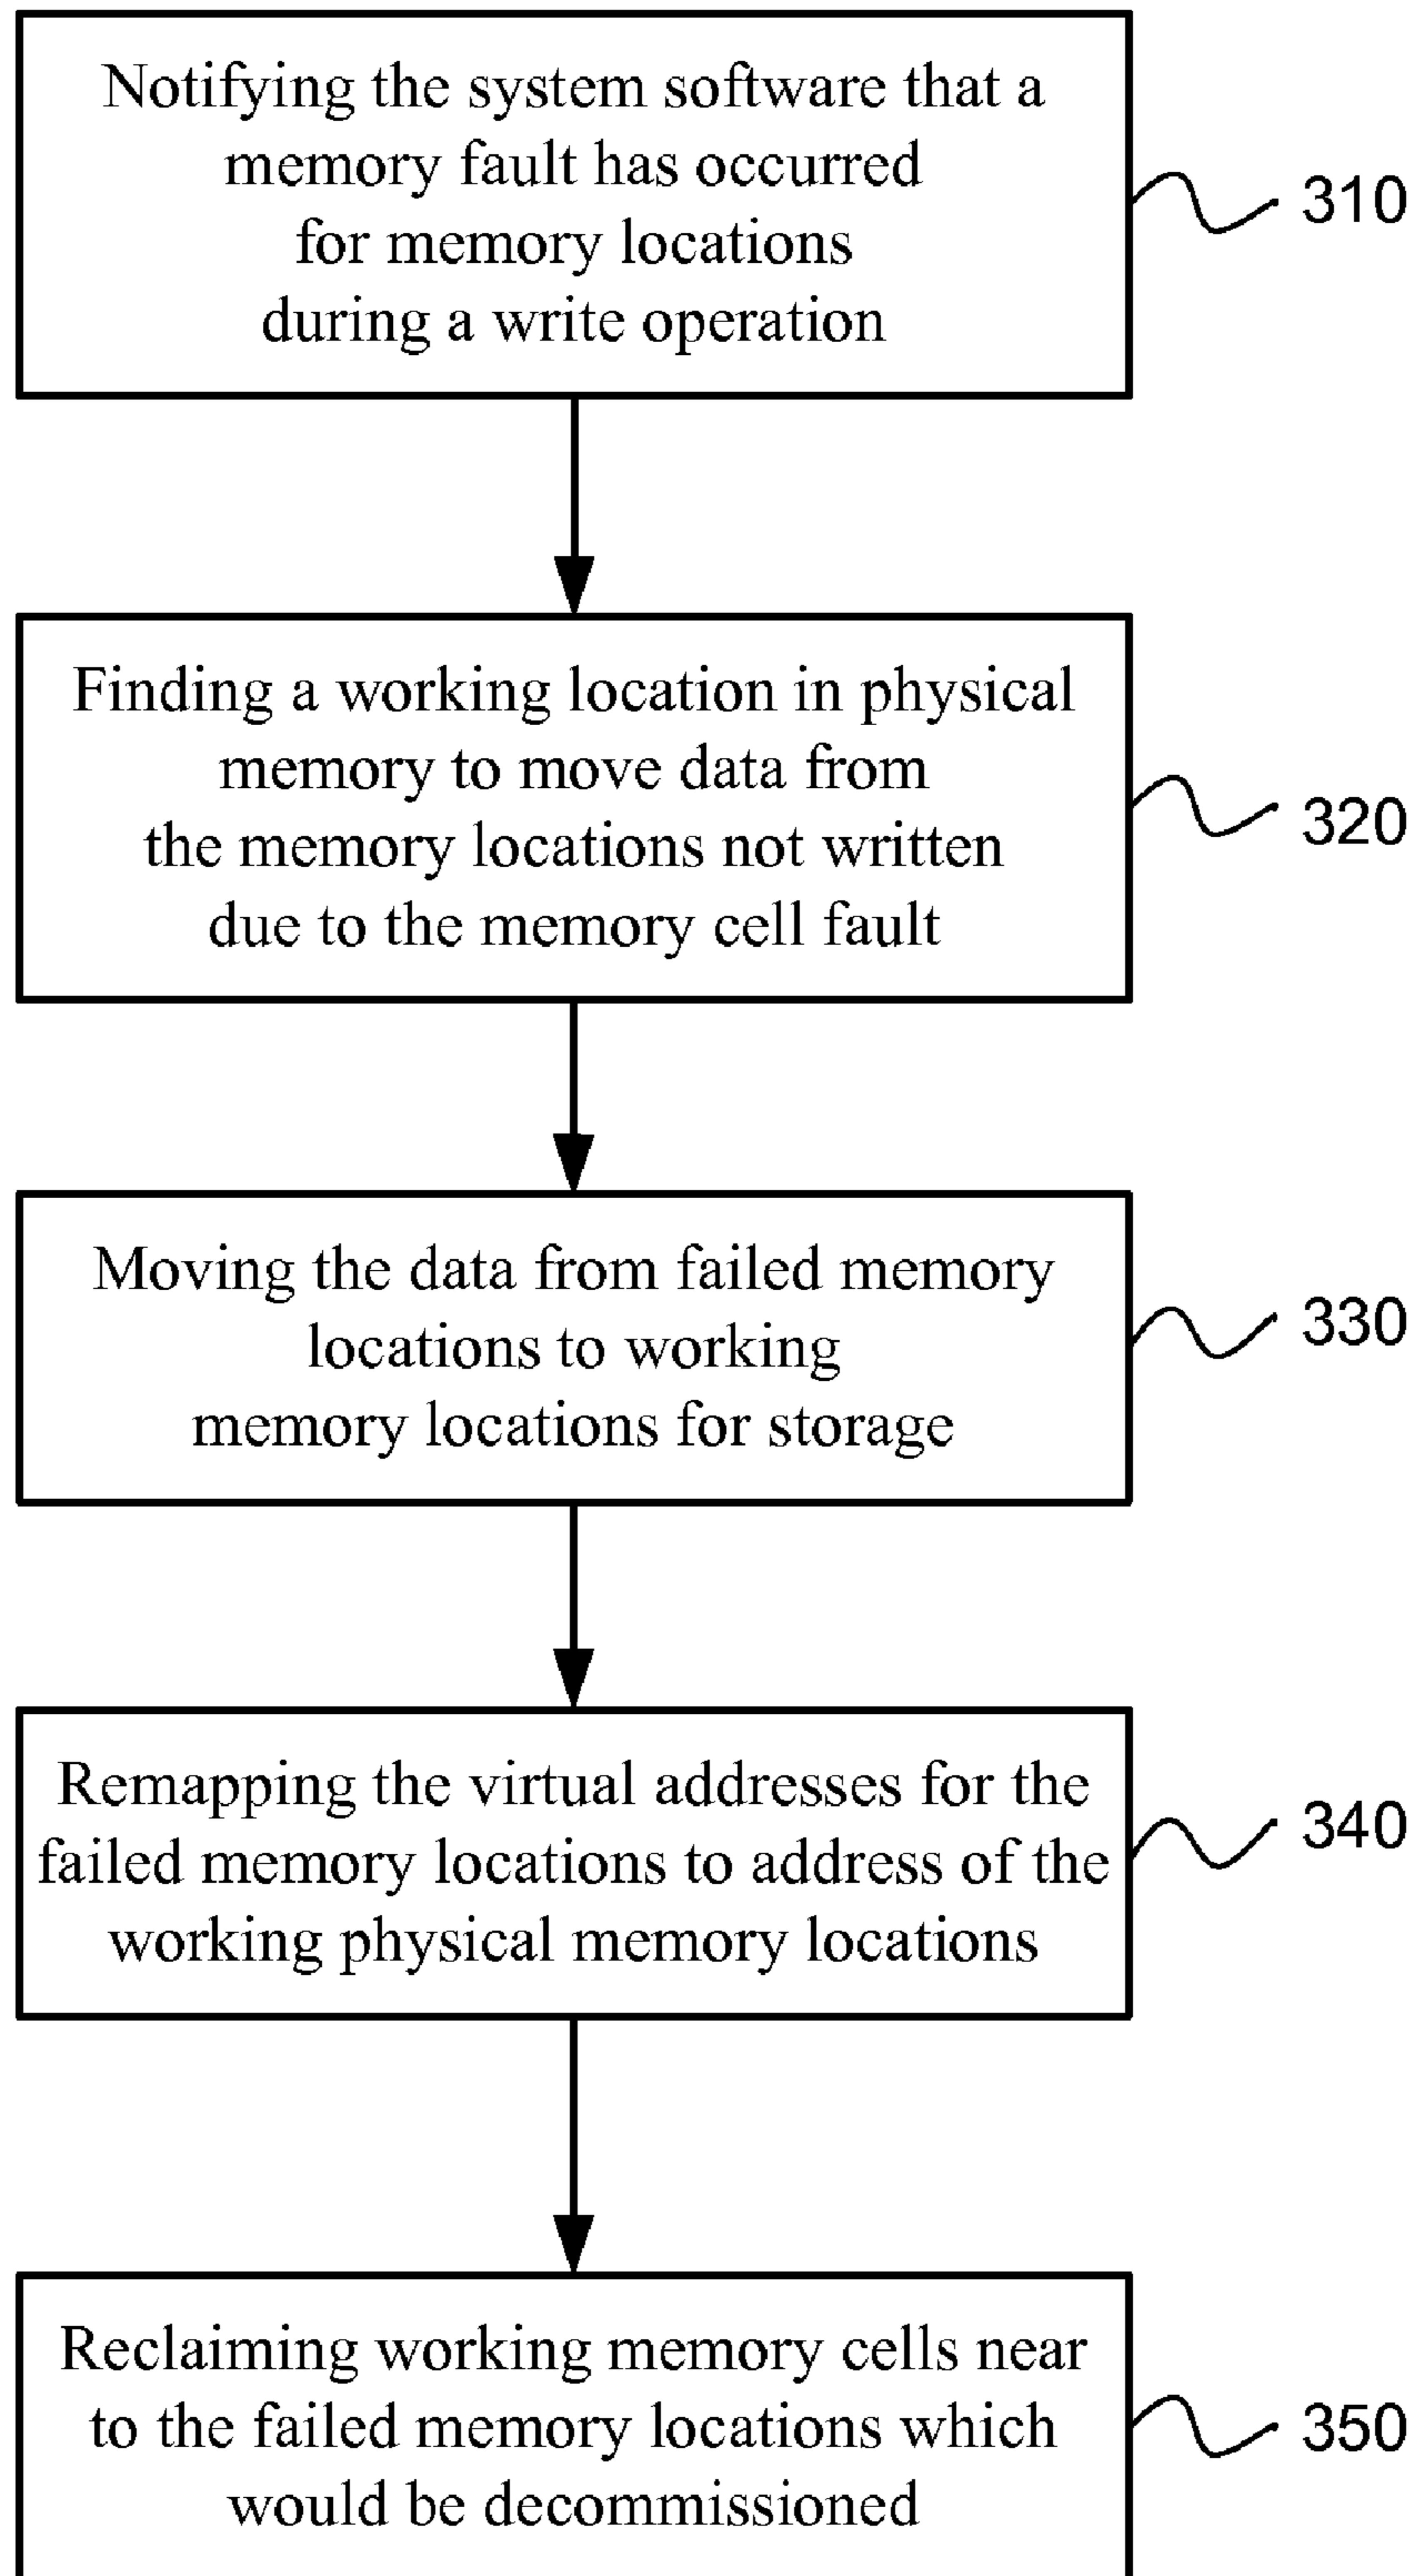 Notifying the system software that a
memory fault has occurred
for memory locations
during a write operation
310
Finding a working location in physical
memory to move data from
the memory locations not written
due to the memory cell fault
320
Moving the data from failed memory
locations to working
memory locations for storage
330
Remapping the virtual addresses for the
failed memory locations to address of the
working physical memory locations
340
Reclaiming working memory cells near
to the failed memory locations which
would be decommissioned
350